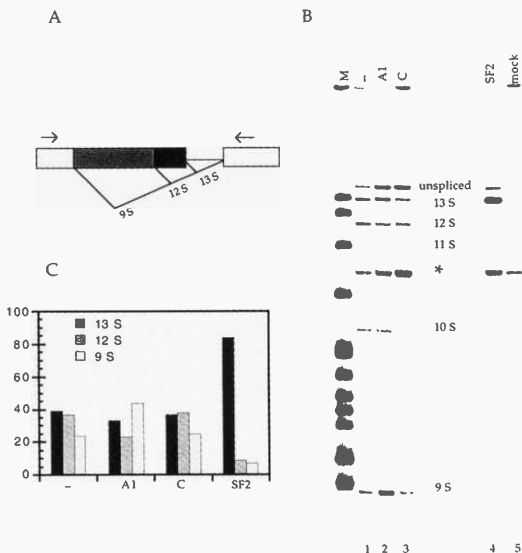 A
9S
12S
13S
B
M
–
A1
C
SF2
mock
unspliced
13 S
12 S
11 S
*
10 S
9 S
1
2
3
4
5
C
100
80
60
40
20
0
13 S
12 S
9 S
–
A1
C
SF2